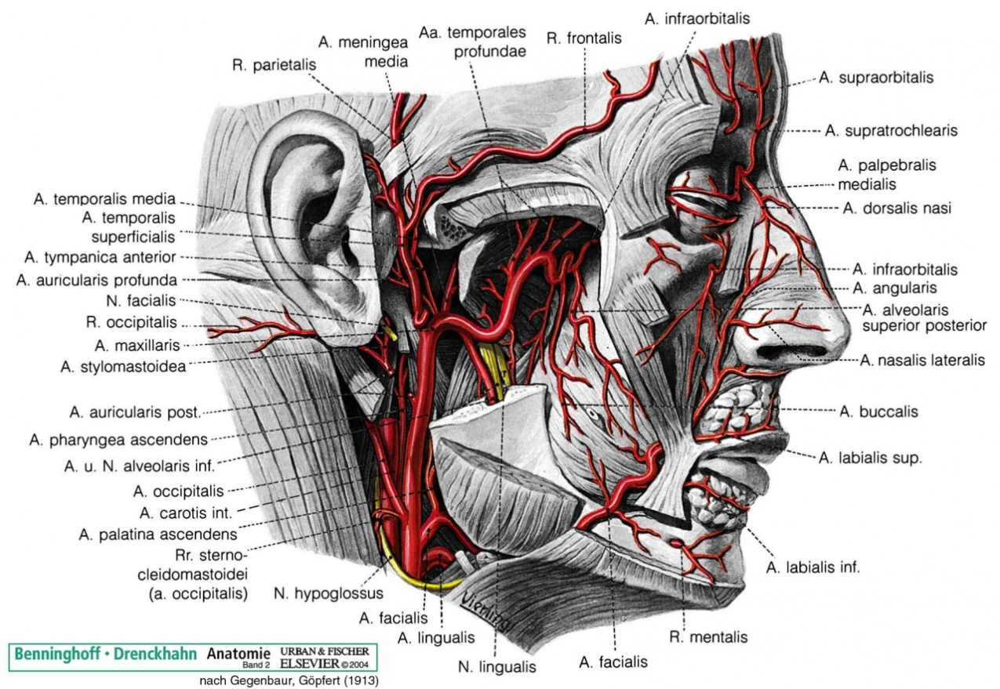 A. infraorbitalis
Aa. temporales
profundae
R. frontalis
A. meningea
media
R. parietalis
A. supraorbitalis
A. supratrochlearis
A. palpebralis
medialis
A. dorsalis nasi
A. infraorbitalis
A. angularis
A. alveolaris
superior posterior
A. nasalis lateralis
A. buccalis
A. labialis sup.
A. labialis inf.
R. mentalis
A. facialis
N. lingualis
A. lingualis
A. facialis
N. hypoglossus
A. temporalis media
A. temporalis
superficialis
A. tympanica anterior
A. auricularis profunda
N. facialis
R. occipitalis
A. maxillaris
A. stylomastoidea
A. auricularis post.
A. pharyngea ascendens
A. u. N. alveolaris inf.
A. occipitalis
A. carotis int.
A. palatina ascendens
Rr. sterno-
cleidomastoidei
(a. occipitalis)
Vierling
Benninghoff · Drenckhahn Anatomie
Band 2
URBAN & FISCHER
ELSEVIER © 2004
nach Gegenbaur, Göpfert (1913)